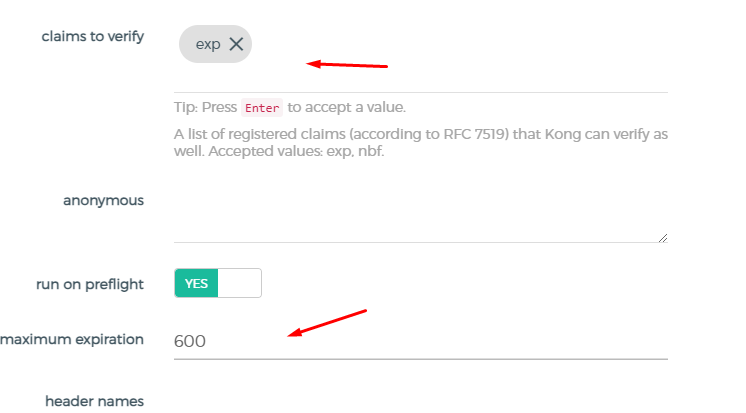 claims to verify
exp
Tip: Press Enter to accept a value.
A list of registered claims (according to RFC 7519) that Kong can verify as
well. Accepted values: exp, nbf.
anonymous
run on preflight
YES
maximum expiration
600
header names